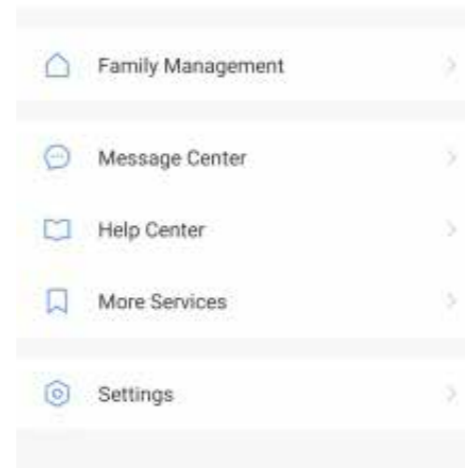 Family Management
Message Center
Help Center
More Services
Settings